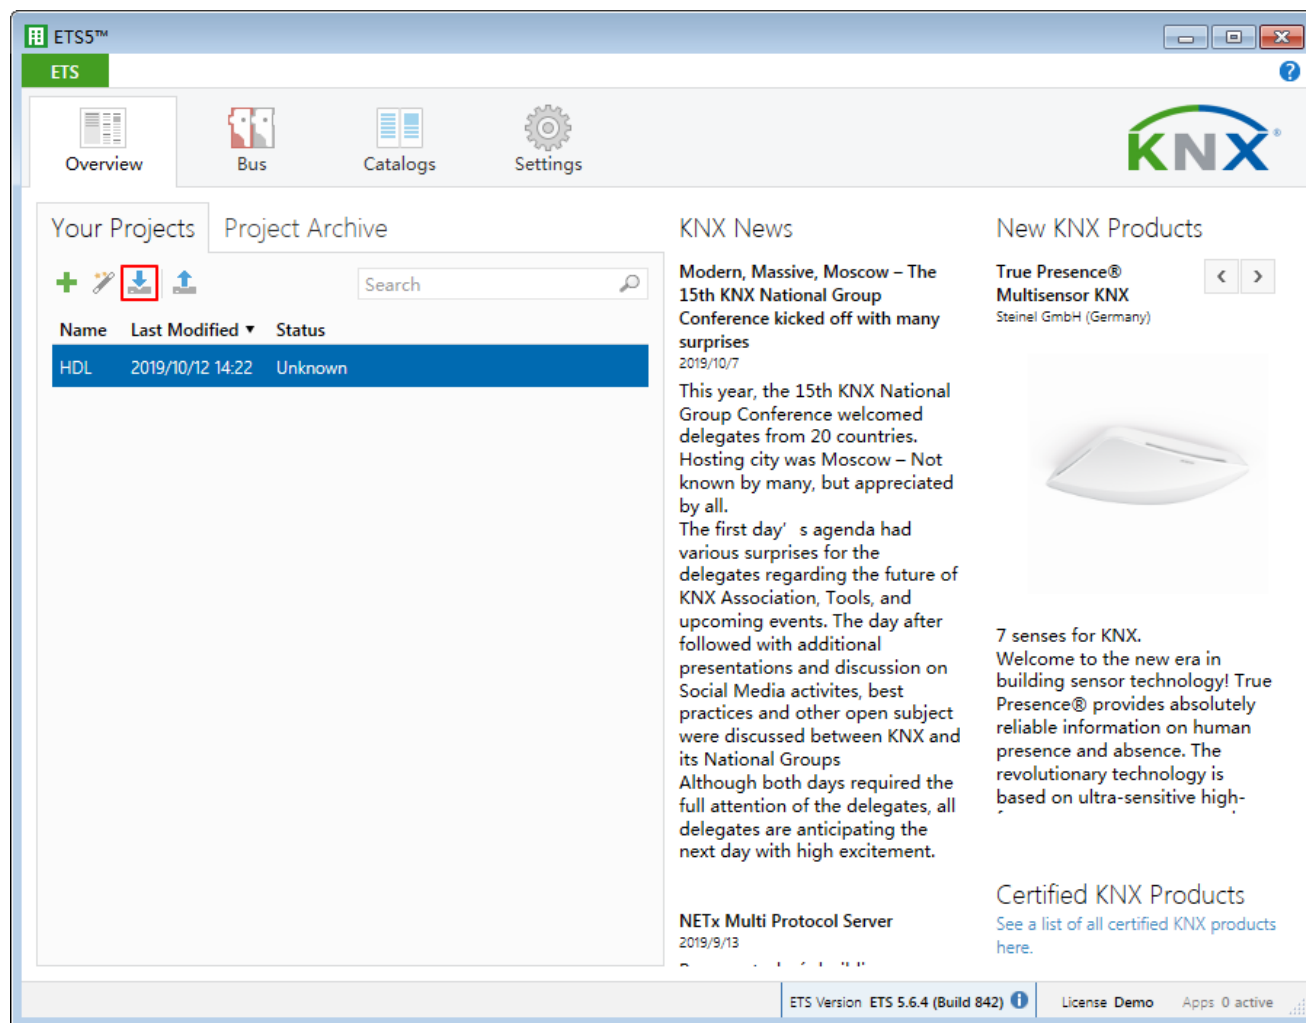 ETS5™
ETS
Overview
Bus
Catalogs
Settings
KNX®
Your Projects
Project Archive
Search
Name Last Modified ▼ Status
HDL 2019/10/12 14:22 Unknown
KNX News
Modern, Massive, Moscow – The
15th KNX National Group
Conference kicked off with many
surprises
2019/10/7
This year, the 15th KNX National
Group Conference welcomed
delegates from 20 countries.
Hosting city was Moscow – Not
known by many, but appreciated
by all.
The first day’s agenda had
various surprises for the
delegates regarding the future of
KNX Association, Tools, and
upcoming events. The day after
followed with additional
presentations and discussion on
Social Media activites, best
practices and other open subject
were discussed between KNX and
its National Groups
Although both days required the
full attention of the delegates, all
delegates are anticipating the
next day with high excitement.
NETx Multi Protocol Server
2019/9/13
New KNX Products
True Presence®
Multisensor KNX
Steinel GmbH (Germany)
7 senses for KNX.
Welcome to the new era in
building sensor technology! True
Presence® provides absolutely
reliable information on human
presence and absence. The
revolutionary technology is
based on ultra-sensitive high-
Certified KNX Products
See a list of all certified KNX products
here.
ETS Version ETS 5.6.4 (Build 842)
License Demo
Apps 0 active